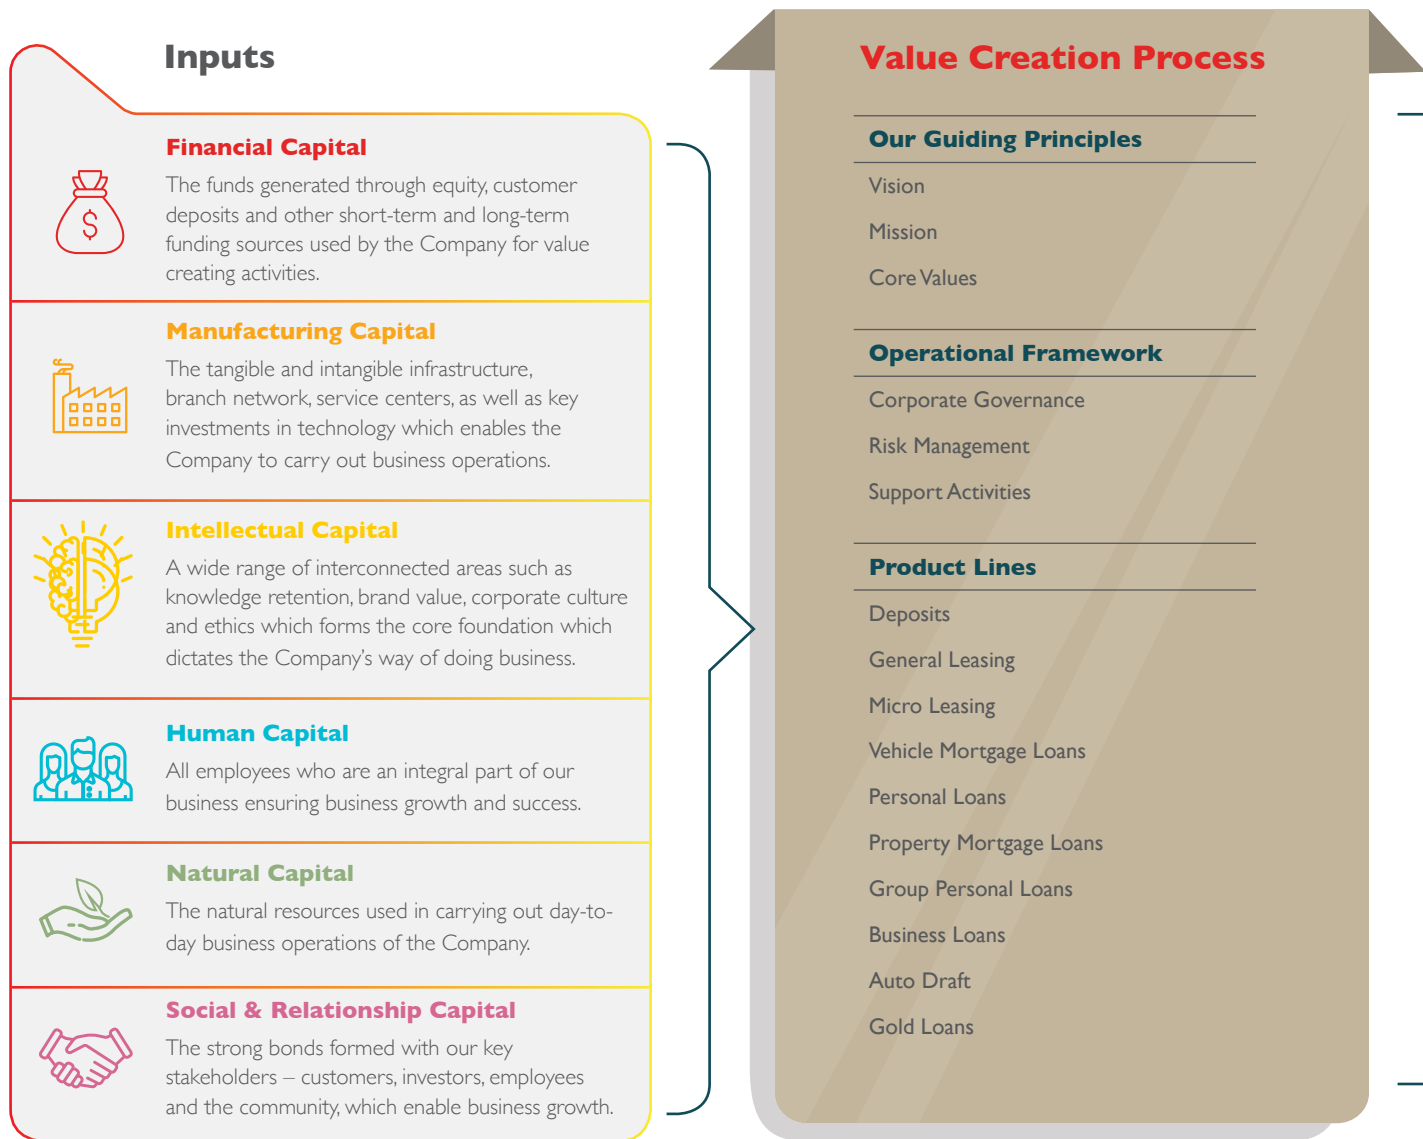 Inputs
Financial Capital
The funds generated through equity, customer
deposits and other short-term and long-term
funding sources used by the Company for value
creating activities.
Manufacturing Capital
The tangible and intangible infrastructure,
branch network, service centers, as well as key
investments in technology which enables the
Company to carry out business operations.
Intellectual Capital
A wide range of interconnected areas such as
knowledge retention, brand value, corporate culture
and ethics which forms the core foundation which
dictates the Company's way of doing business.
Human Capital
All employees who are an integral part of our
business ensuring business growth and success.
Natural Capital
The natural resources used in carrying out day-to-
day business operations of the Company.
Social & Relationship Capital
The strong bonds formed with our key
stakeholders – customers, investors, employees
and the community, which enable business growth.
Value Creation Process
Our Guiding Principles
Vision
Mission
Core Values
Operational Framework
Corporate Governance
Risk Management
Support Activities
Product Lines
Deposits
General Leasing
Micro Leasing
Vehicle Mortgage Loans
Personal Loans
Property Mortgage Loans
Group Personal Loans
Business Loans
Auto Draft
Gold Loans